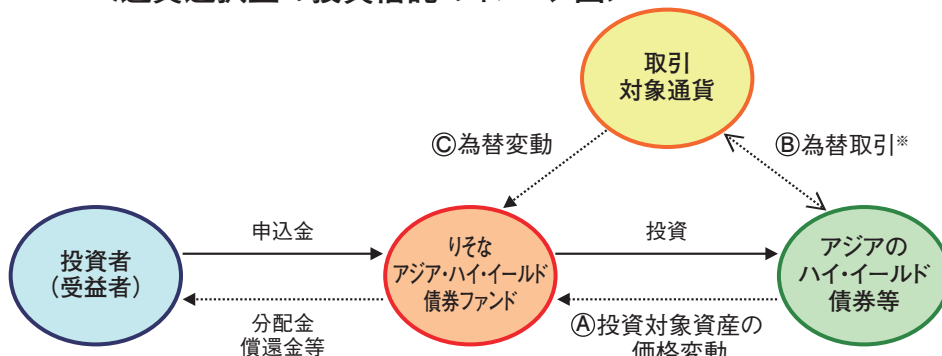 取引
対象通貨
Ⓒ為替変動
Ⓑ為替取引※
投資者
(受益者)
申込金
りそな
アジア・ハイ・イールド
債券ファンド
投資
アジアの
ハイ・イールド
債券等
分配金
償還金等
Ⓐ投資対象資産の
価格変動